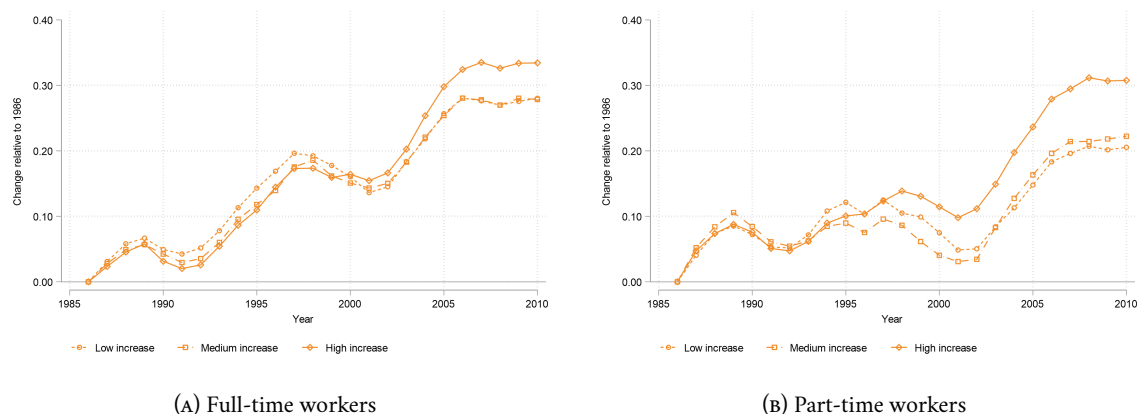 0.40
0.30
0.20
0.10
0.00
Change relative to 1986
1985 1990 1995 2000 2005 2010
Year
Low increase Medium increase High increase
(A) Full-time workers
0.40
0.30
0.20
0.10
0.00
Change relative to 1986
1985 1990 1995 2000 2005 2010
Year
Low increase Medium increase High increase
(B) Part-time workers